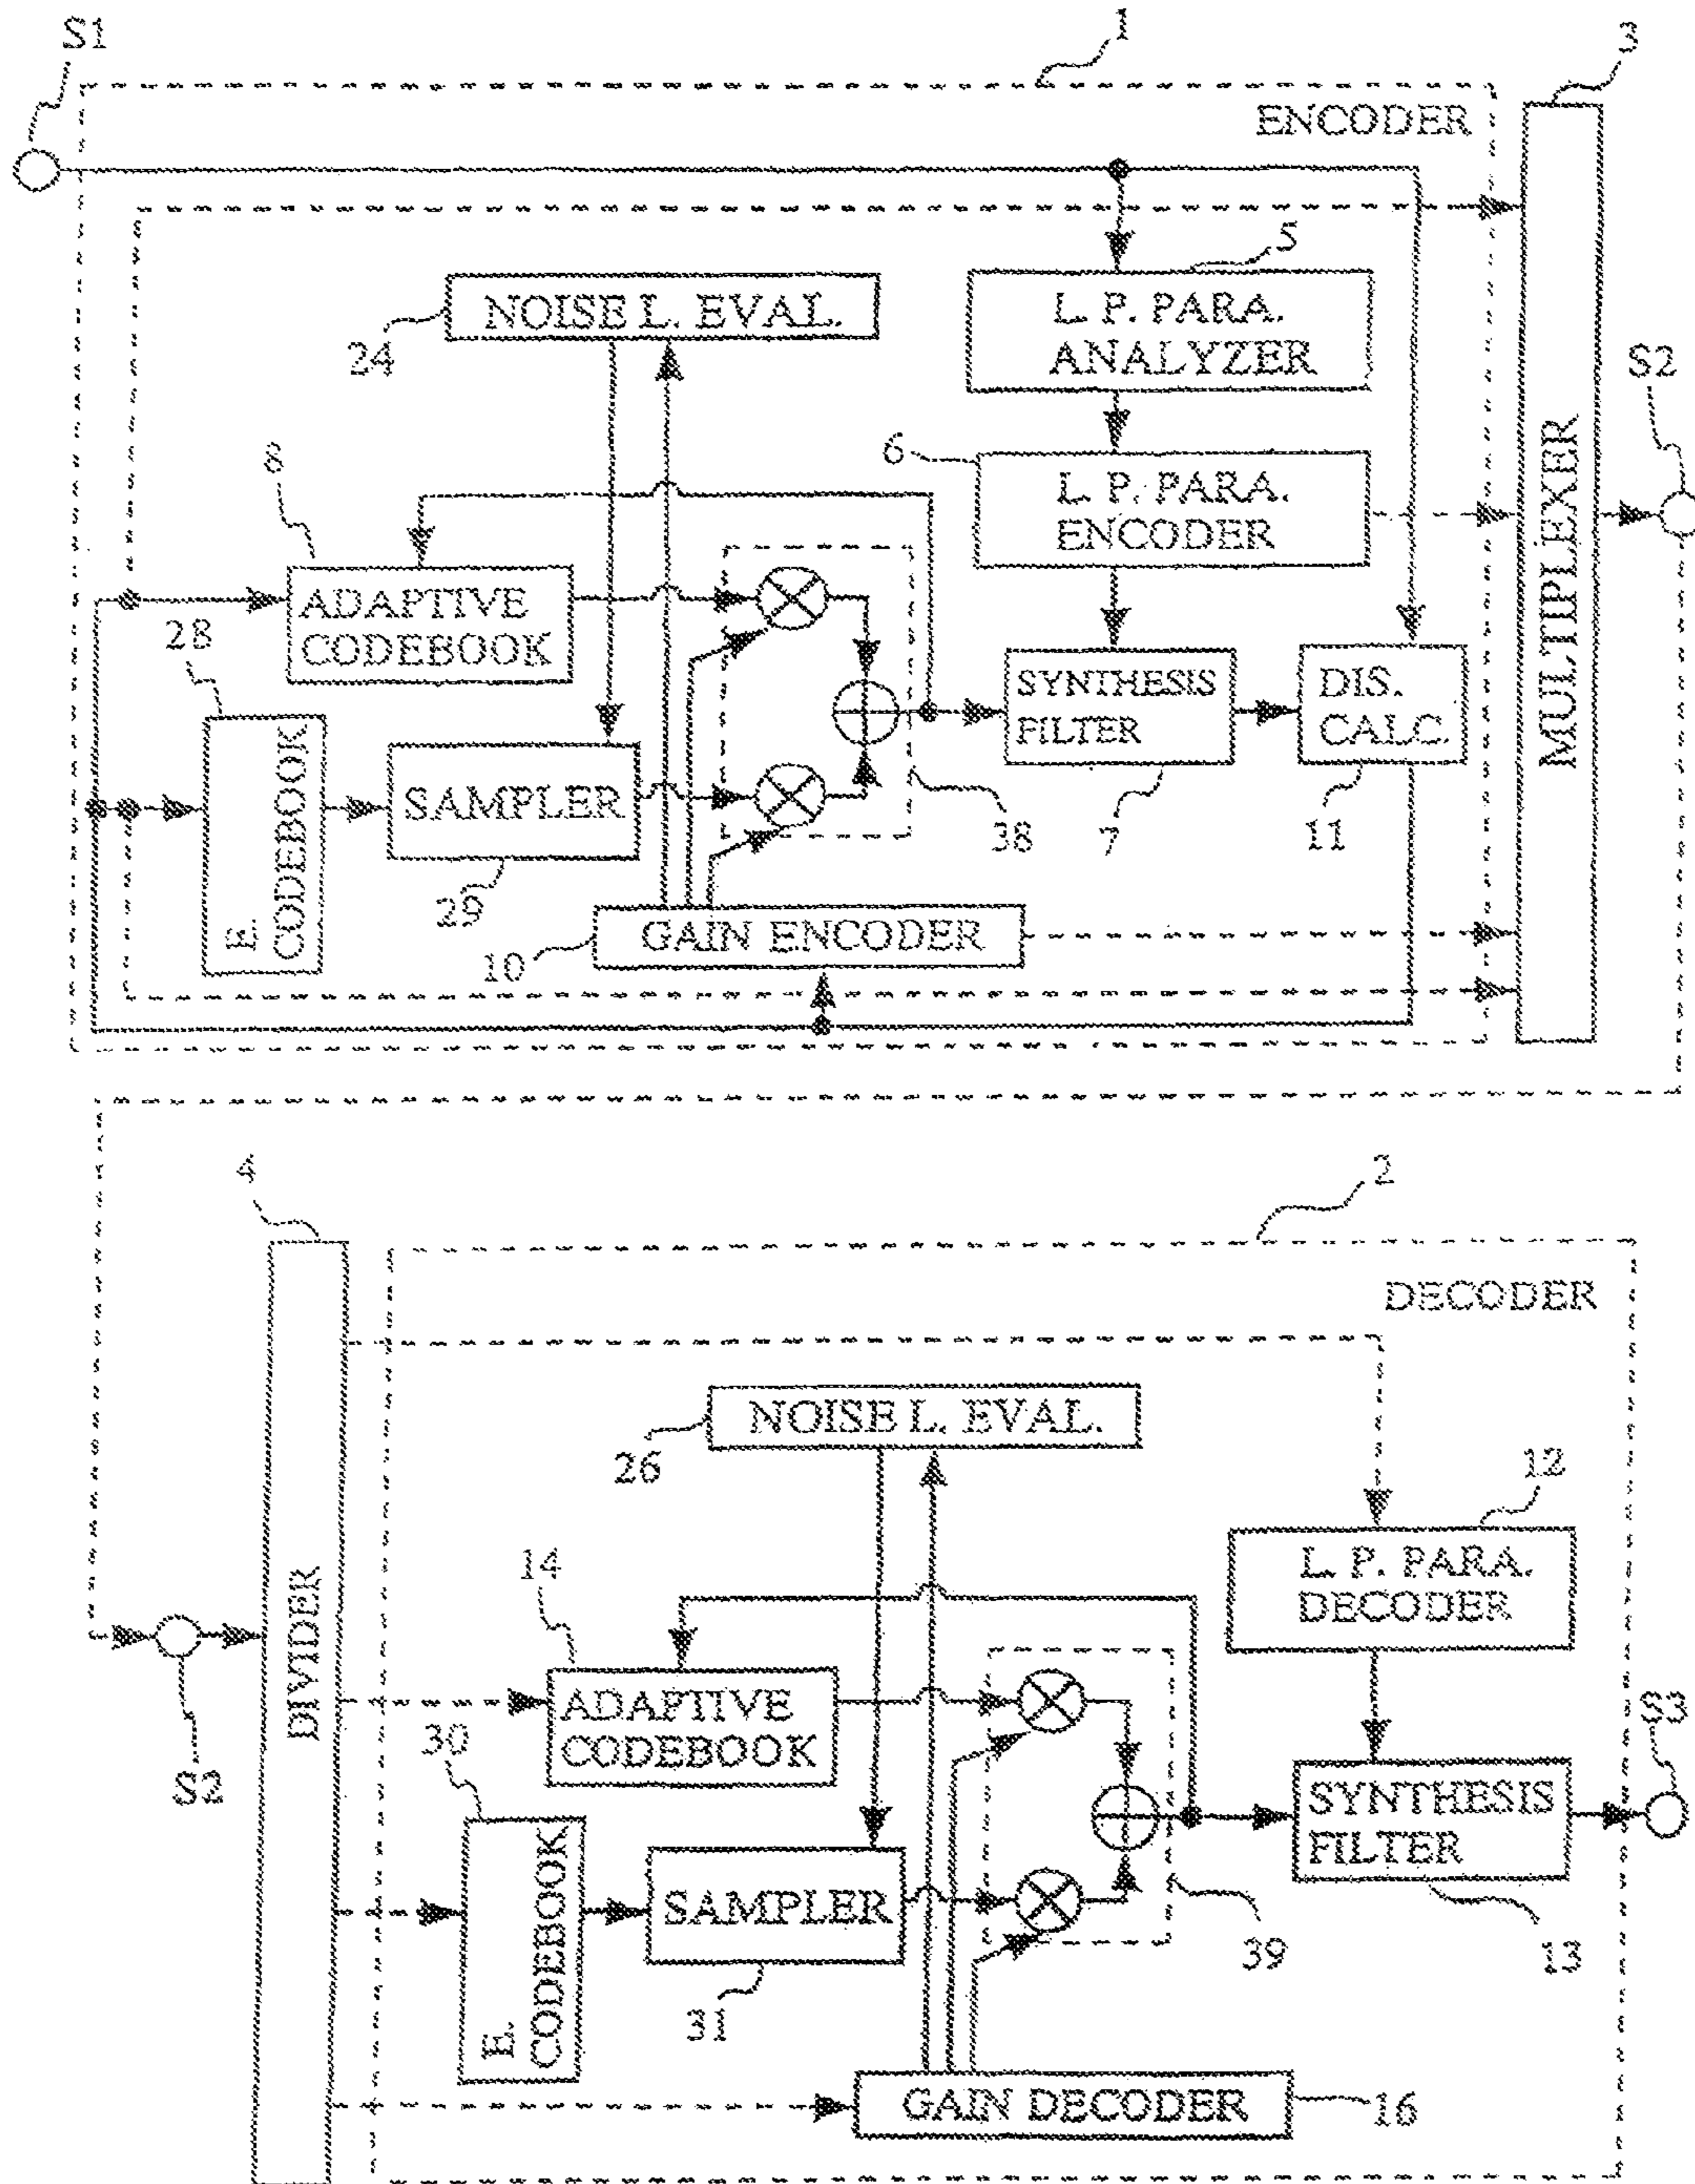 S1
1
3
ENCODER
5
NOISE L. EVAL.
24
L. P. PARA.
ANALYZER
S2
8
6
L. P. PARA.
ENCODER
MULTIPLEXER
28
ADAPTIVE
CODEBOOK
SYNTHESIS
FILTER
DIS.
CALC.
E.
CODEBOOK
SAMPLER
38
7
11
29
GAIN ENCODER
10
4
2
DECODER
NOISE L. EVAL.
26
12
14
L. P. PARA.
DECODER
DIVIDER
S2
30
ADAPTIVE
CODEBOOK
S3
SYNTHESIS
FILTER
E.
CODEBOOK
SAMPLER
39
13
31
GAIN DECODER
16